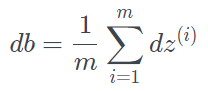 $db = \frac{1}{m} \sum_{i=1}^{m} dz^{(i)}$